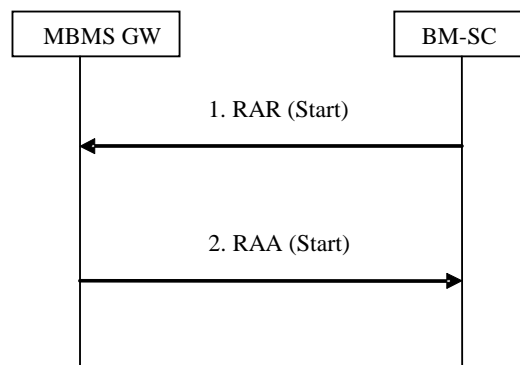 MBMS GW
BM-SC
1. RAR (Start)
2. RAA (Start)